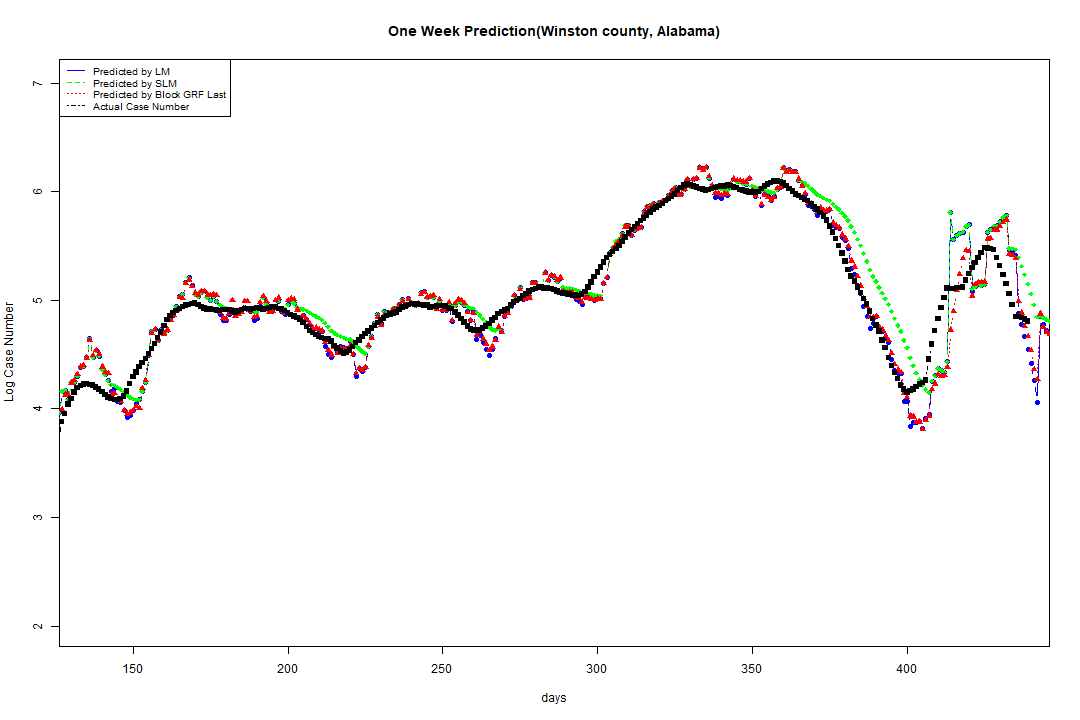 One Week Prediction(Winston county, Alabama)
Predicted by LM
Predicted by SLM
Predicted by Block GRF Last
Actual Case Number
7
6
5
4
3
2
Log Case Number
150 200 250 300 350 400
days